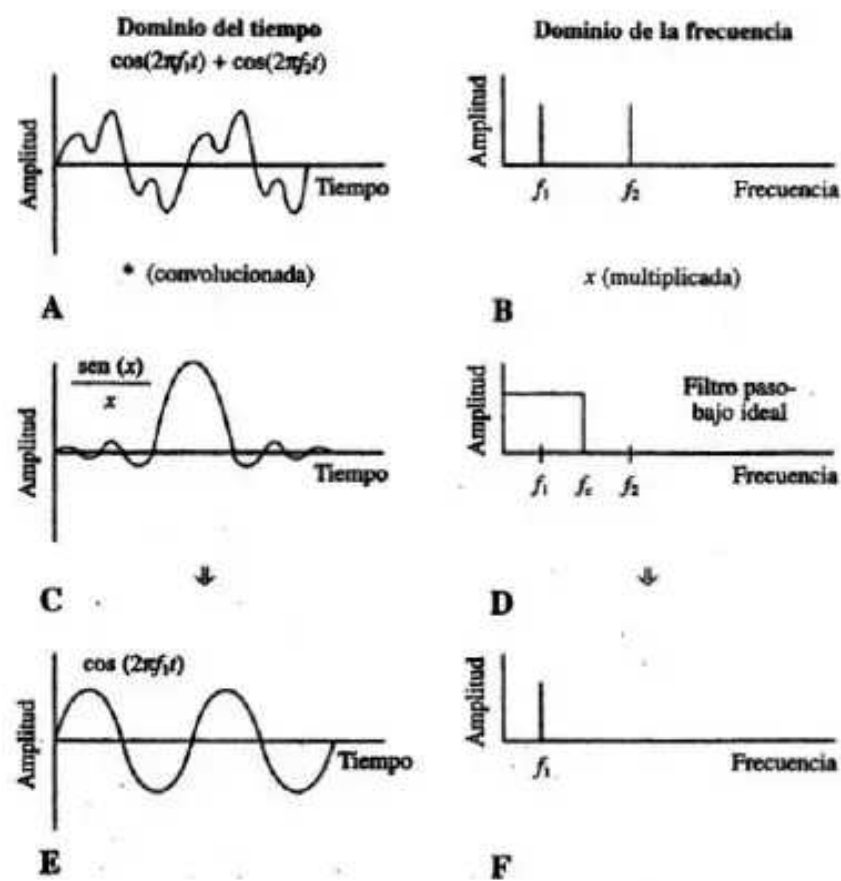 Dominio del tiempo
cos(2πf₁t) + cos(2πf₂t)
Amplitud
Tiempo
* (convolucionada)
A
Dominio de la frecuencia
Amplitud
f₁ f₂ Frecuencia
x (multiplicada)
B
sen (x)
x
Amplitud
Tiempo
C
⇓
Filtro paso-
bajo ideal
Amplitud
f₁ fc f₂ Frecuencia
D
⇓
cos (2πf₁t)
Amplitud
Tiempo
E
Amplitud
f₁ Frecuencia
F